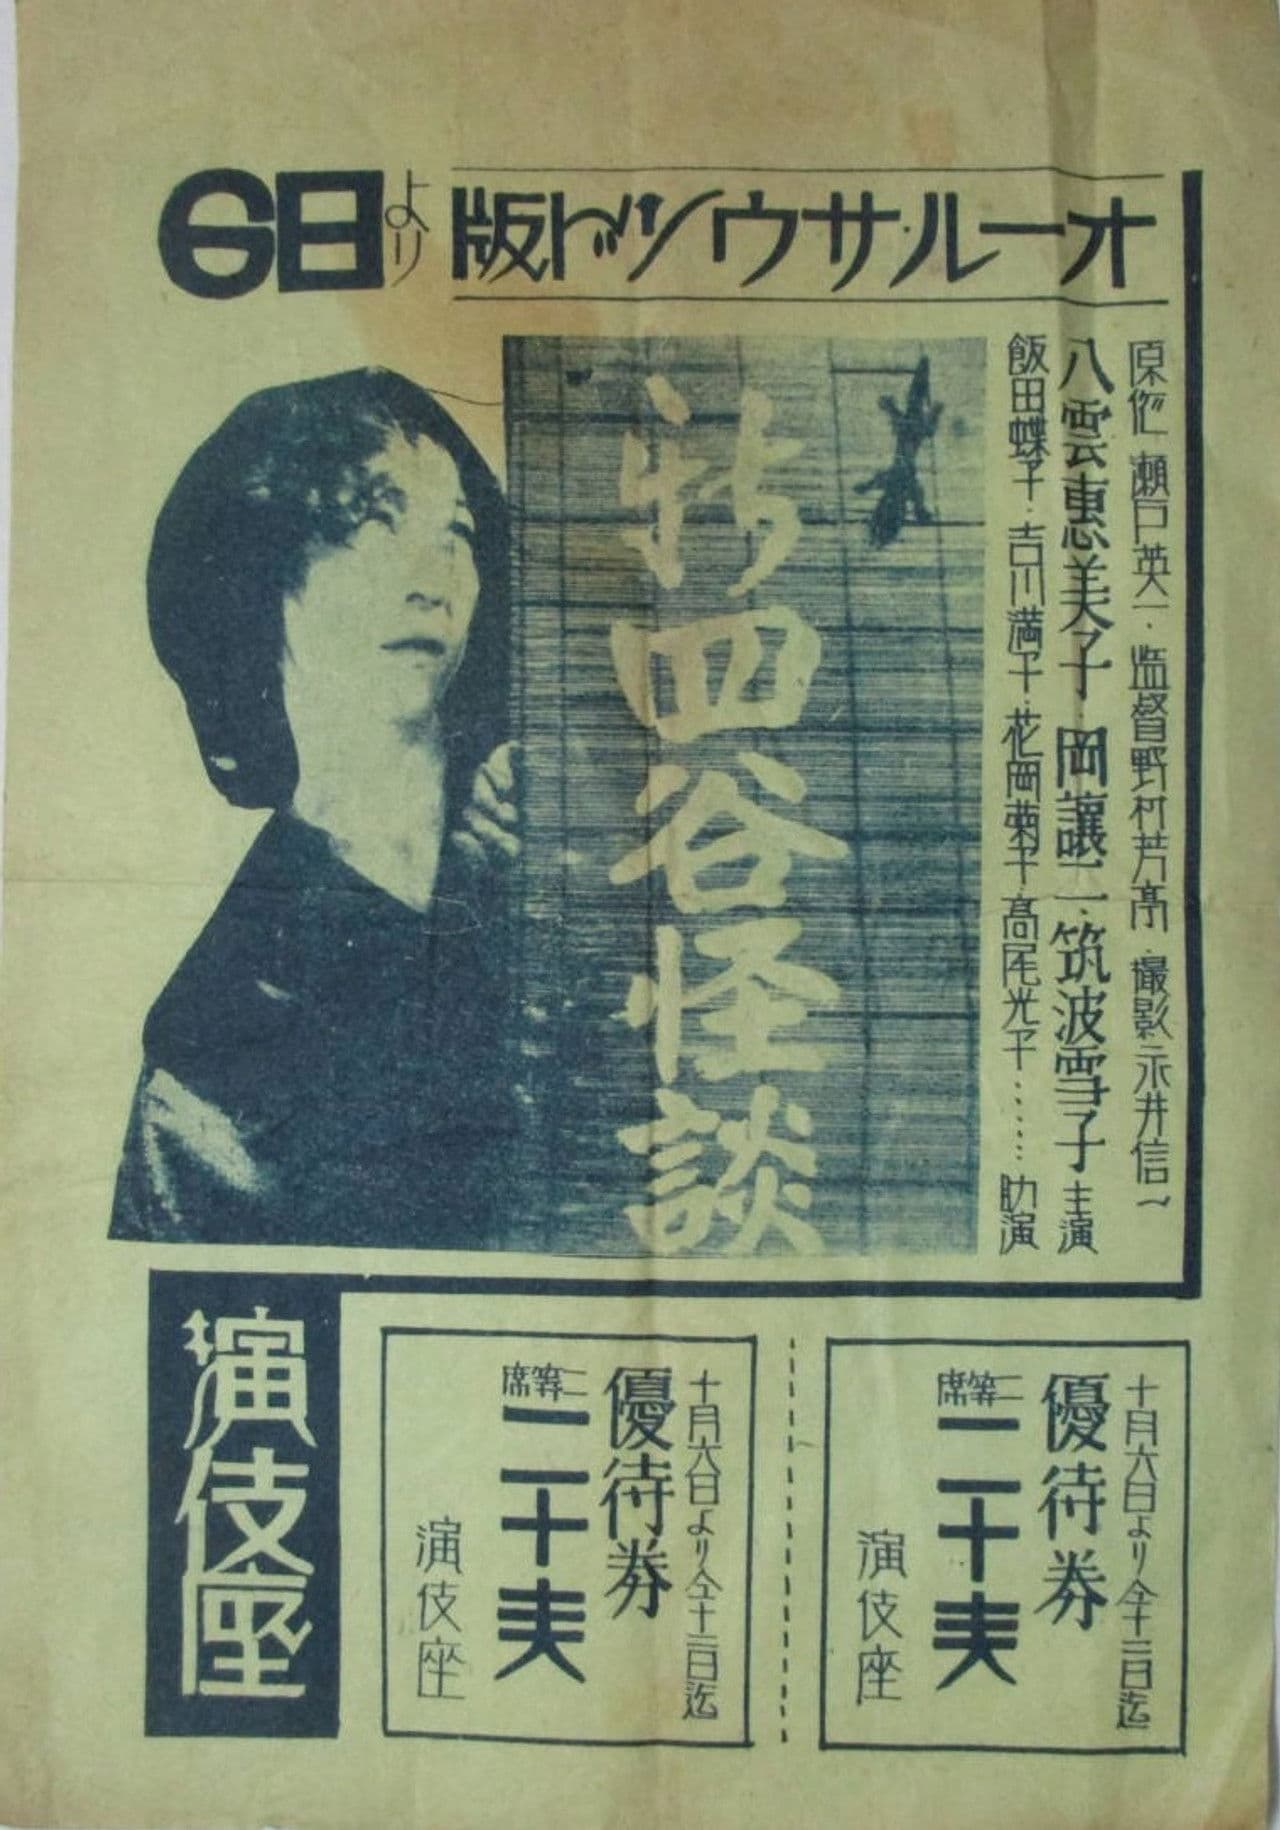 オール・サウンド版
6日より
原作 瀬戸英一・監督野村芳亭・撮影永井信一
八雲恵美子・岡譲二・筑波雪子主演
飯田蝶子・吉川満子・花岡菊子・高尾光子……助演
新四谷怪談
十月六日より仝十二日迄
優待券
二等席 二十夫
演伎座
十月六日より仝十二日迄
優待券
二等席 二十夫
演伎座
演伎座